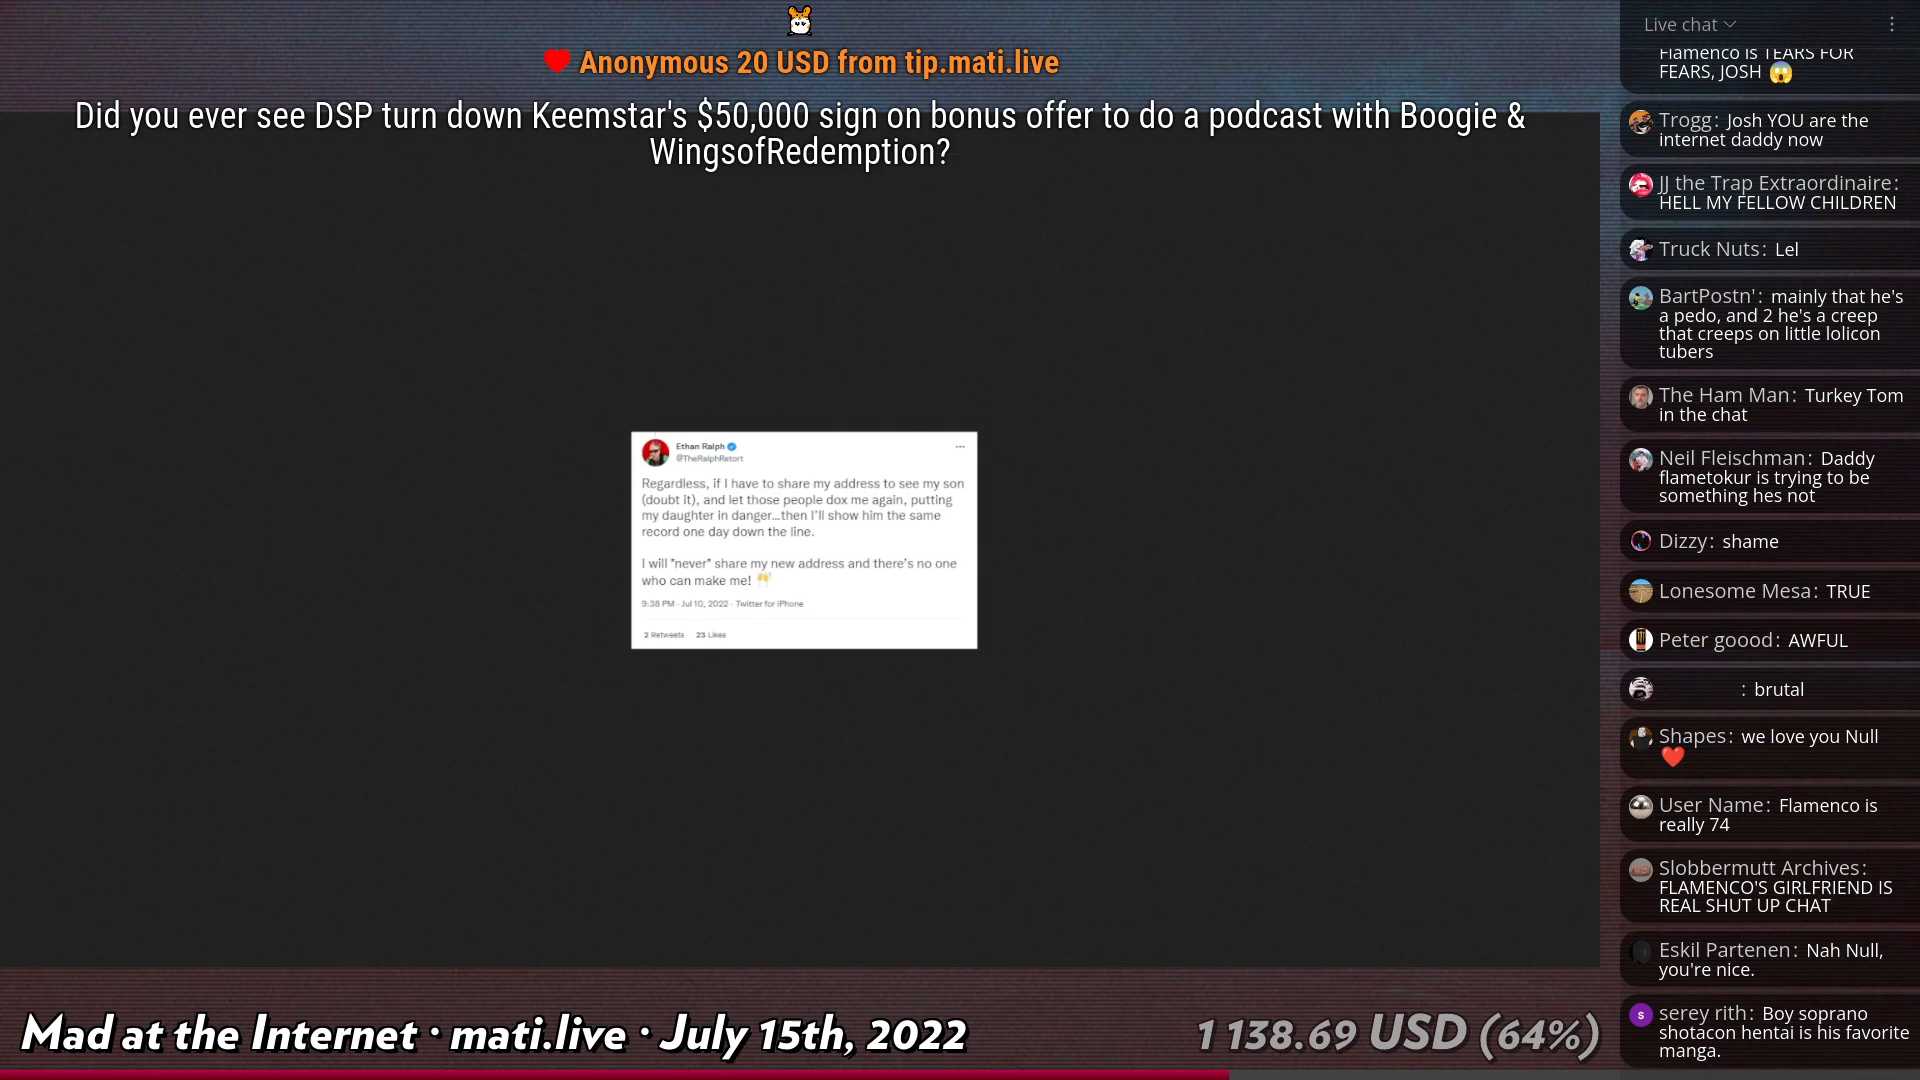 Anonymous 20 USD from tip.mati.live
Did you ever see DSP turn down Keemstar's $50,000 sign on bonus offer to do a podcast with Boogie &
WingsofRedemption?
Ethan Ralph
@TheRalphRetort
Regardless, if I have to share my address to see my son
(doubt it), and let those people dox me again, putting
my daughter in danger...then I'll show him the same
record one day down the line.
I will *never* share my new address and there's no one
who can make me! 🥂
9:38 PM · Jul 10, 2022 · Twitter for iPhone
2 Retweets 23 Likes
Mad at the Internet · mati.live · July 15th, 2022
1 138.69 USD (64%)
Live chat
Flamenco is TEARS FOR
FEARS, JOSH 😱
Trogg: Josh YOU are the
internet daddy now
JJ the Trap Extraordinaire:
HELL MY FELLOW CHILDREN
Truck Nuts: Lel
BartPostn': mainly that he's
a pedo, and 2 he's a creep
that creeps on little lolicon
tubers
The Ham Man: Turkey Tom
in the chat
Neil Fleischman: Daddy
flametokur is trying to be
something hes not
Dizzy: shame
Lonesome Mesa: TRUE
Peter goood: AWFUL
: brutal
Shapes: we love you Null
❤️
User Name: Flamenco is
really 74
Slobbermutt Archives:
FLAMENCO'S GIRLFRIEND IS
REAL SHUT UP CHAT
Eskil Partenen: Nah Null,
you're nice.
s
serey rith: Boy soprano
shotacon hentai is his favorite
manga.